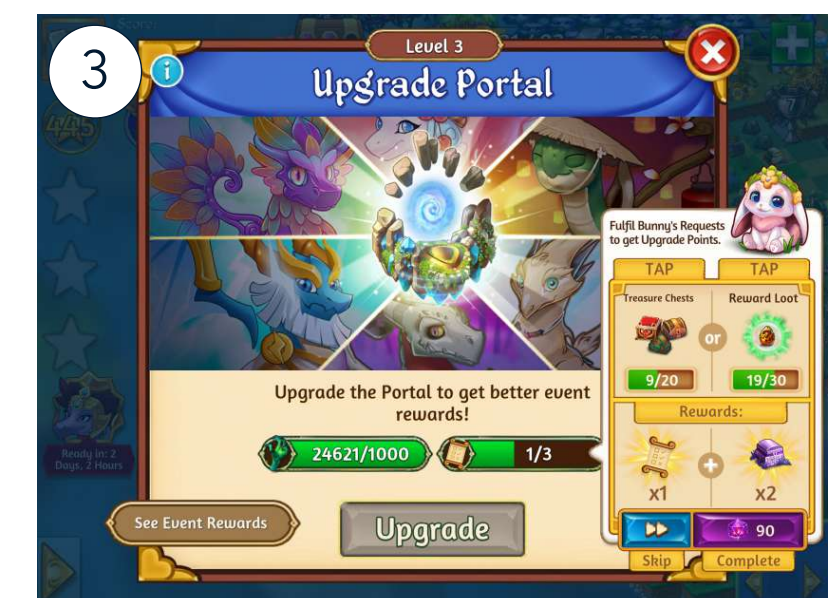 3
Score:
Level 3
Upgrade Portal
445
Fulfil Bunny's Requests
to get Upgrade Points.
TAP
TAP
Treasure Chests
Reward Loot
or
9/20
19/30
Upgrade the Portal to get better event
rewards!
Rewards:
24621/1000
1/3
Ready in: 2
Days, 2 Hours
x1
x2
See Event Rewards
Upgrade
90
Skip
Complete